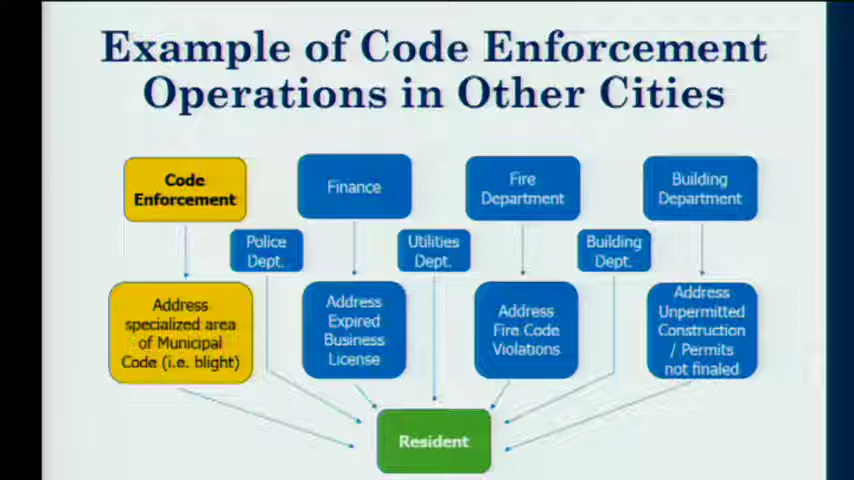 Example of Code Enforcement
Operations in Other Cities
Code
Enforcement
Finance
Fire
Department
Building
Department
Police
Dept.
Utilities
Dept.
Building
Dept.
Address
specialized area
of Municipal
Code (i.e. blight)
Address
Expired
Business
License
Address
Fire Code
Violations
Address
Unpermitted
Construction
/ Permits
not finaled
Resident